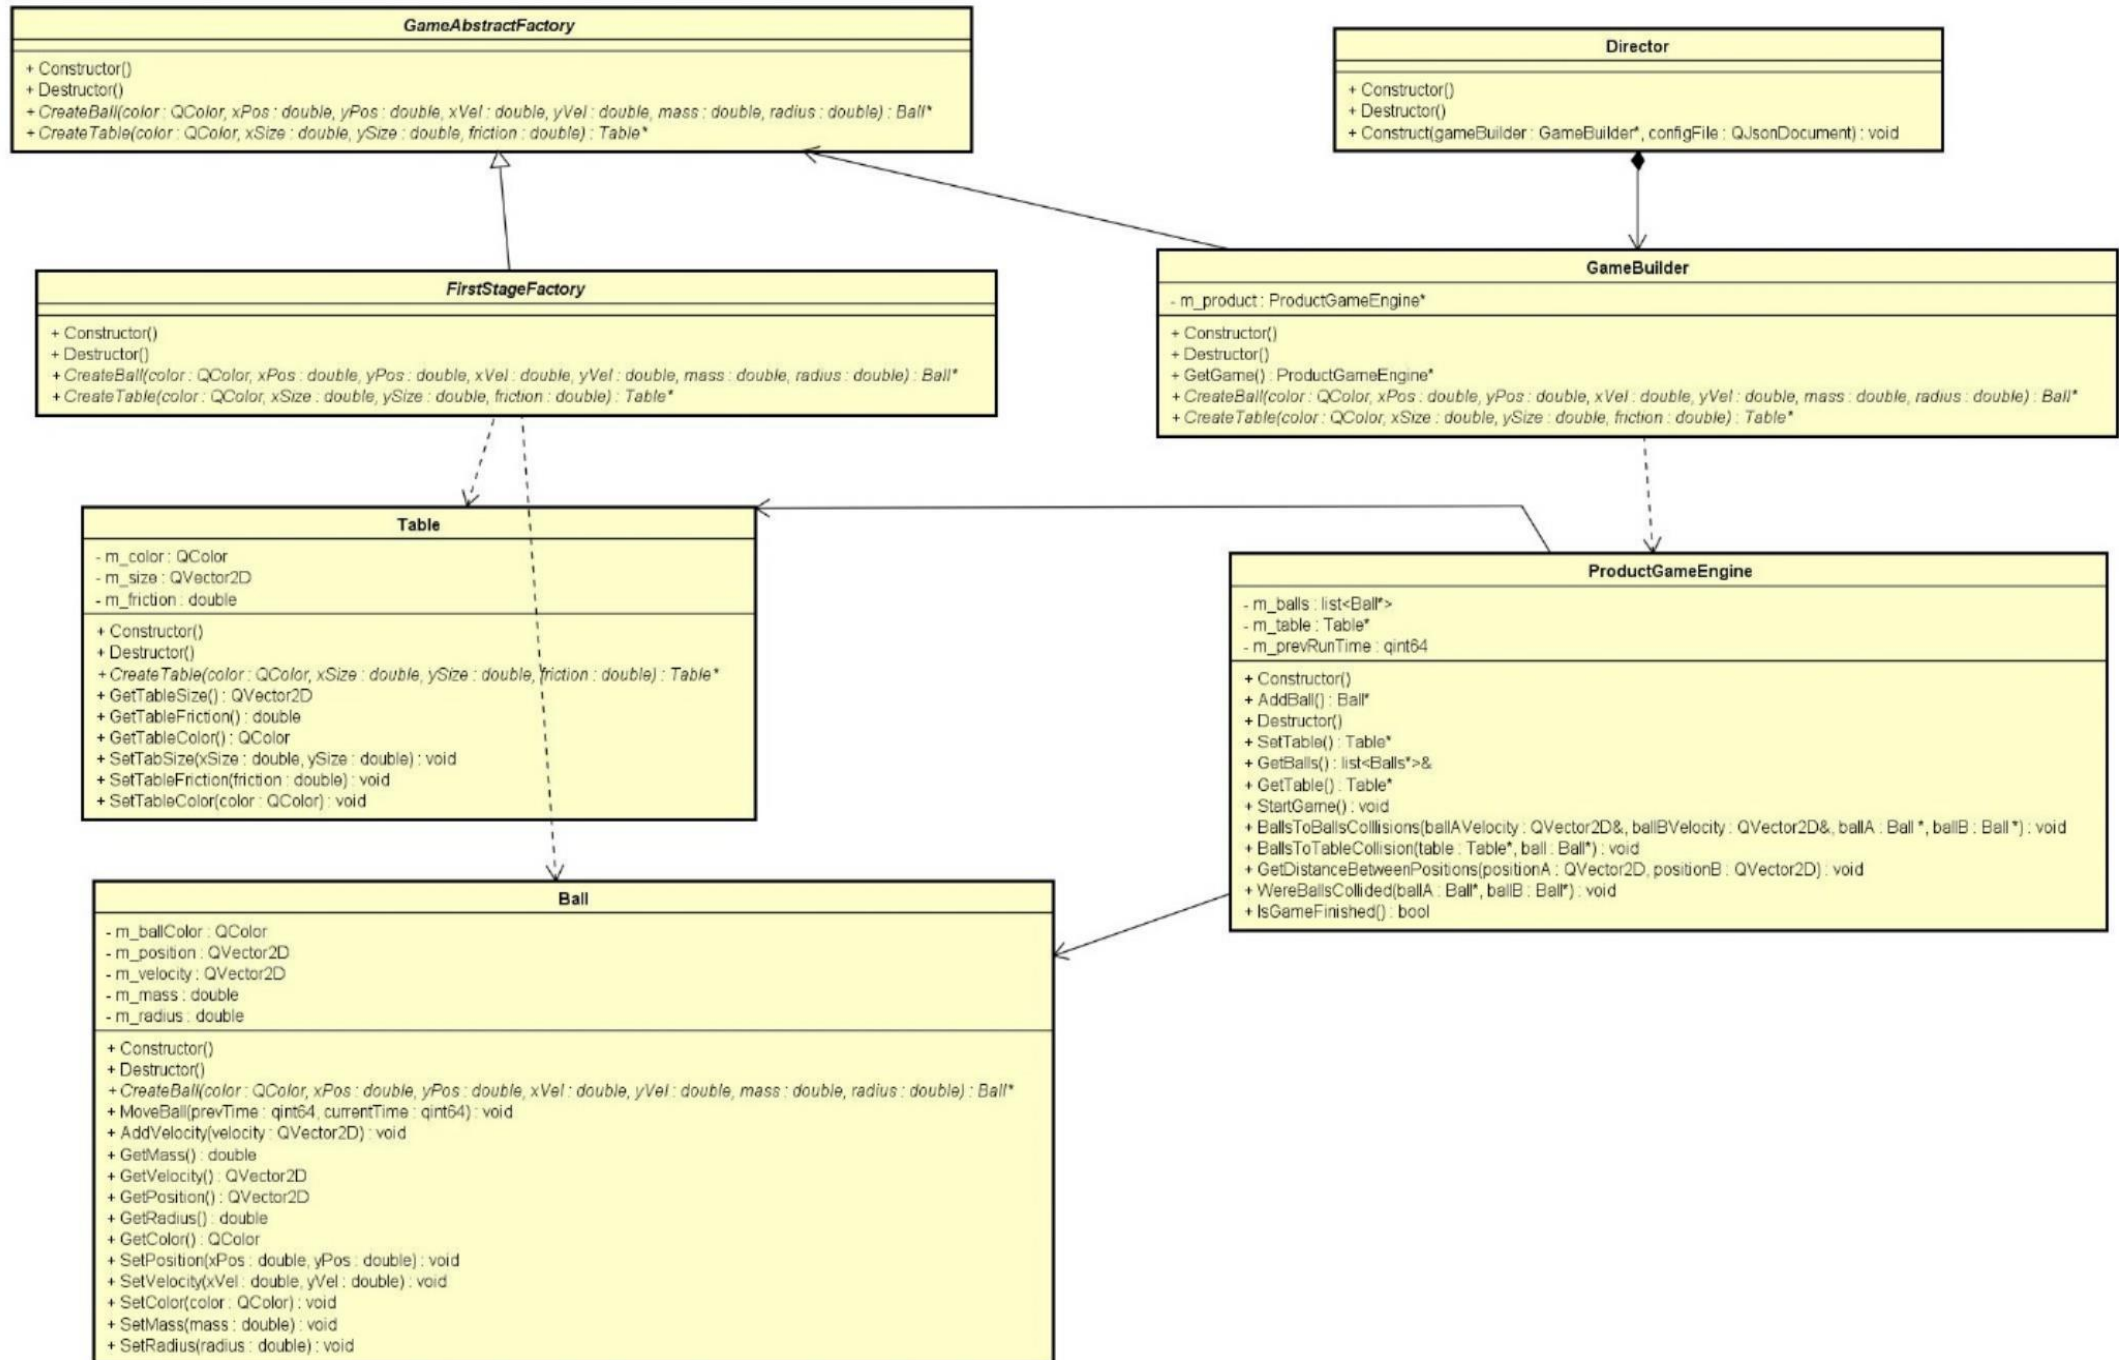 GameAbstractFactory
+ Constructor()
+ Destructor()
+ CreateBall(color : QColor, xPos : double, yPos : double, xVel : double, yVel : double, mass : double, radius : double) : Ball*
+ CreateTable(color : QColor, xSize : double, ySize : double, friction : double) : Table*
Director
+ Constructor()
+ Destructor()
+ Construct(gameBuilder : GameBuilder*, configFile : QJsonDocument) : void
FirstStageFactory
+ Constructor()
+ Destructor()
+ CreateBall(color : QColor, xPos : double, yPos : double, xVel : double, yVel : double, mass : double, radius : double) : Ball*
+ CreateTable(color : QColor, xSize : double, ySize : double, friction : double) : Table*
GameBuilder
- m_product : ProductGameEngine*
+ Constructor()
+ Destructor()
+ GetGame() : ProductGameEngine*
+ CreateBall(color : QColor, xPos : double, yPos : double, xVel : double, yVel : double, mass : double, radius : double) : Ball*
+ CreateTable(color : QColor, xSize : double, ySize : double, friction : double) : Table*
Table
- m_color : QColor
- m_size : QVector2D
- m_friction : double
+ Constructor()
+ Destructor()
+ CreateTable(color : QColor, xSize : double, ySize : double, friction : double) : Table*
+ GetTableSize() : QVector2D
+ GetTableFriction() : double
+ GetTableColor() : QColor
+ SetTabSize(xSize : double, ySize : double) : void
+ SetTableFriction(friction : double) : void
+ SetTableColor(color : QColor) : void
ProductGameEngine
- m_balls : list<Ball*>
- m_table : Table*
- m_prevRunTime : qint64
+ Constructor()
+ AddBall() : Ball*
+ Destructor()
+ SetTable() : Table*
+ GetBalls() : list<Balls*>&
+ GetTable() : Table*
+ StartGame() : void
+ BallsToBallsColllisions(ballAVelocity : QVector2D&, ballBVelocity : QVector2D&, ballA : Ball *, ballB : Ball *) : void
+ BallsToTableCollision(table : Table*, ball : Ball*) : void
+ GetDistanceBetweenPositions(positionA : QVector2D, positionB : QVector2D) : void
+ WereBallsCollided(ballA : Ball*, ballB : Ball*) : void
+ IsGameFinished() : bool
Ball
- m_ballColor : QColor
- m_position : QVector2D
- m_velocity : QVector2D
- m_mass : double
- m_radius : double
+ Constructor()
+ Destructor()
+ CreateBall(color : QColor, xPos : double, yPos : double, xVel : double, yVel : double, mass : double, radius : double) : Ball*
+ MoveBall(prevTime : qint64, currentTime : qint64) : void
+ AddVelocity(velocity : QVector2D) : void
+ GetMass() : double
+ GetVelocity() : QVector2D
+ GetPosition() : QVector2D
+ GetRadius() : double
+ GetColor() : QColor
+ SetPosition(xPos : double, yPos : double) : void
+ SetVelocity(xVel : double, yVel : double) : void
+ SetColor(color : QColor) : void
+ SetMass(mass : double) : void
+ SetRadius(radius : double) : void